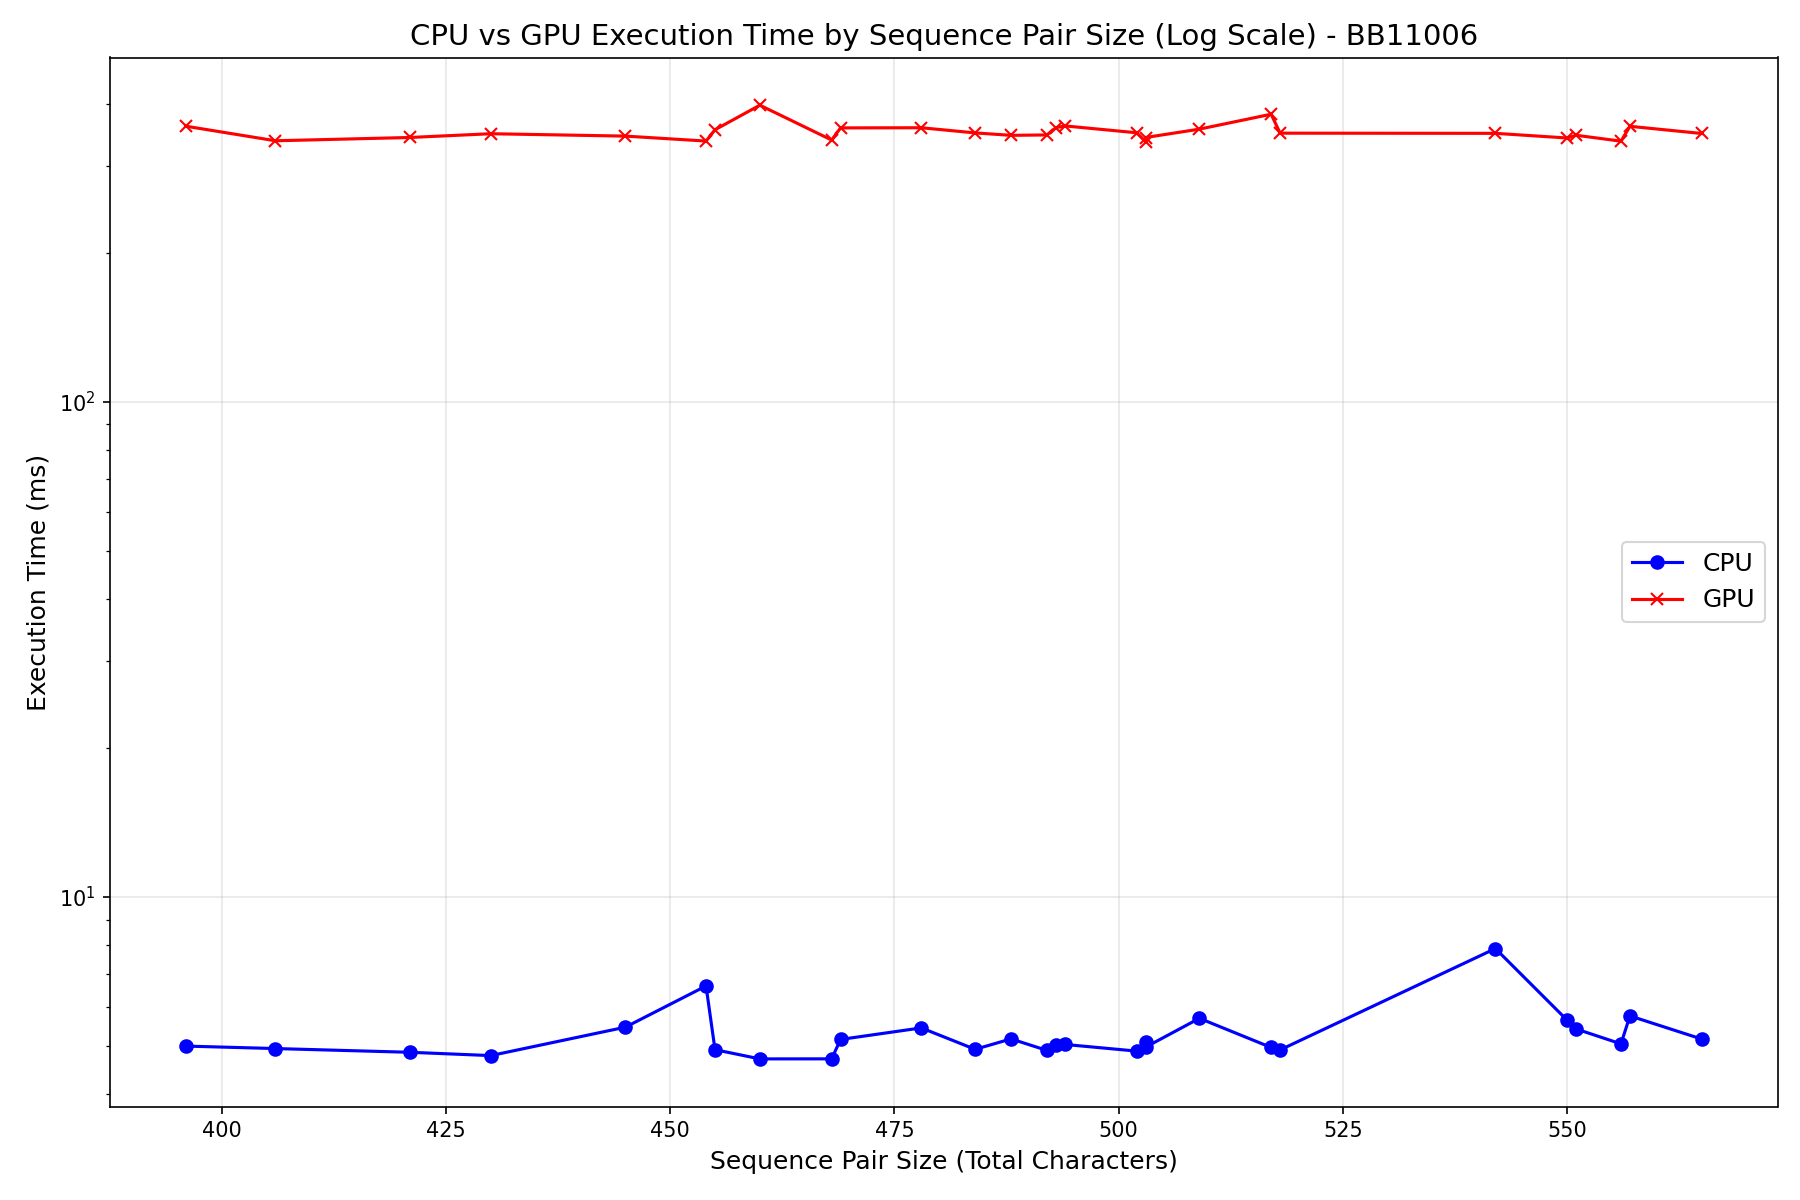 CPU vs GPU Execution Time by Sequence Pair Size (Log Scale) - BB11006
Execution Time (ms)
10²
10¹
CPU
GPU
400 425 450 475 500 525 550
Sequence Pair Size (Total Characters)